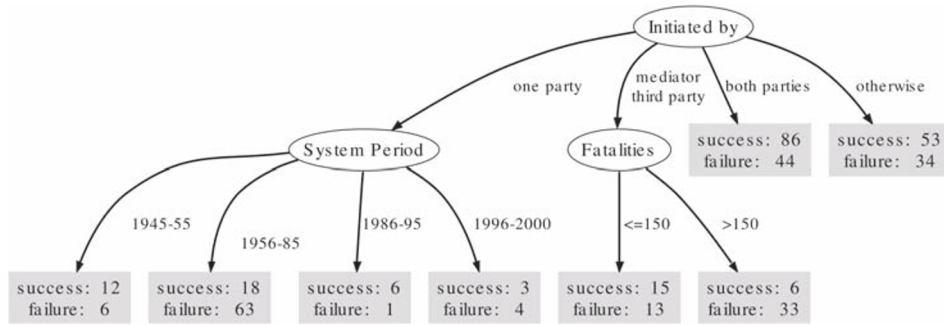 Initiated by
one party
mediator
third party
both parties
otherwise
System Period
Fatalities
success: 86
failure: 44
success: 53
failure: 34
1945-55
1956-85
1986-95
1996-2000
<=150
>150
success: 12
failure: 6
success: 18
failure: 63
success: 6
failure: 1
success: 3
failure: 4
success: 15
failure: 13
success: 6
failure: 33